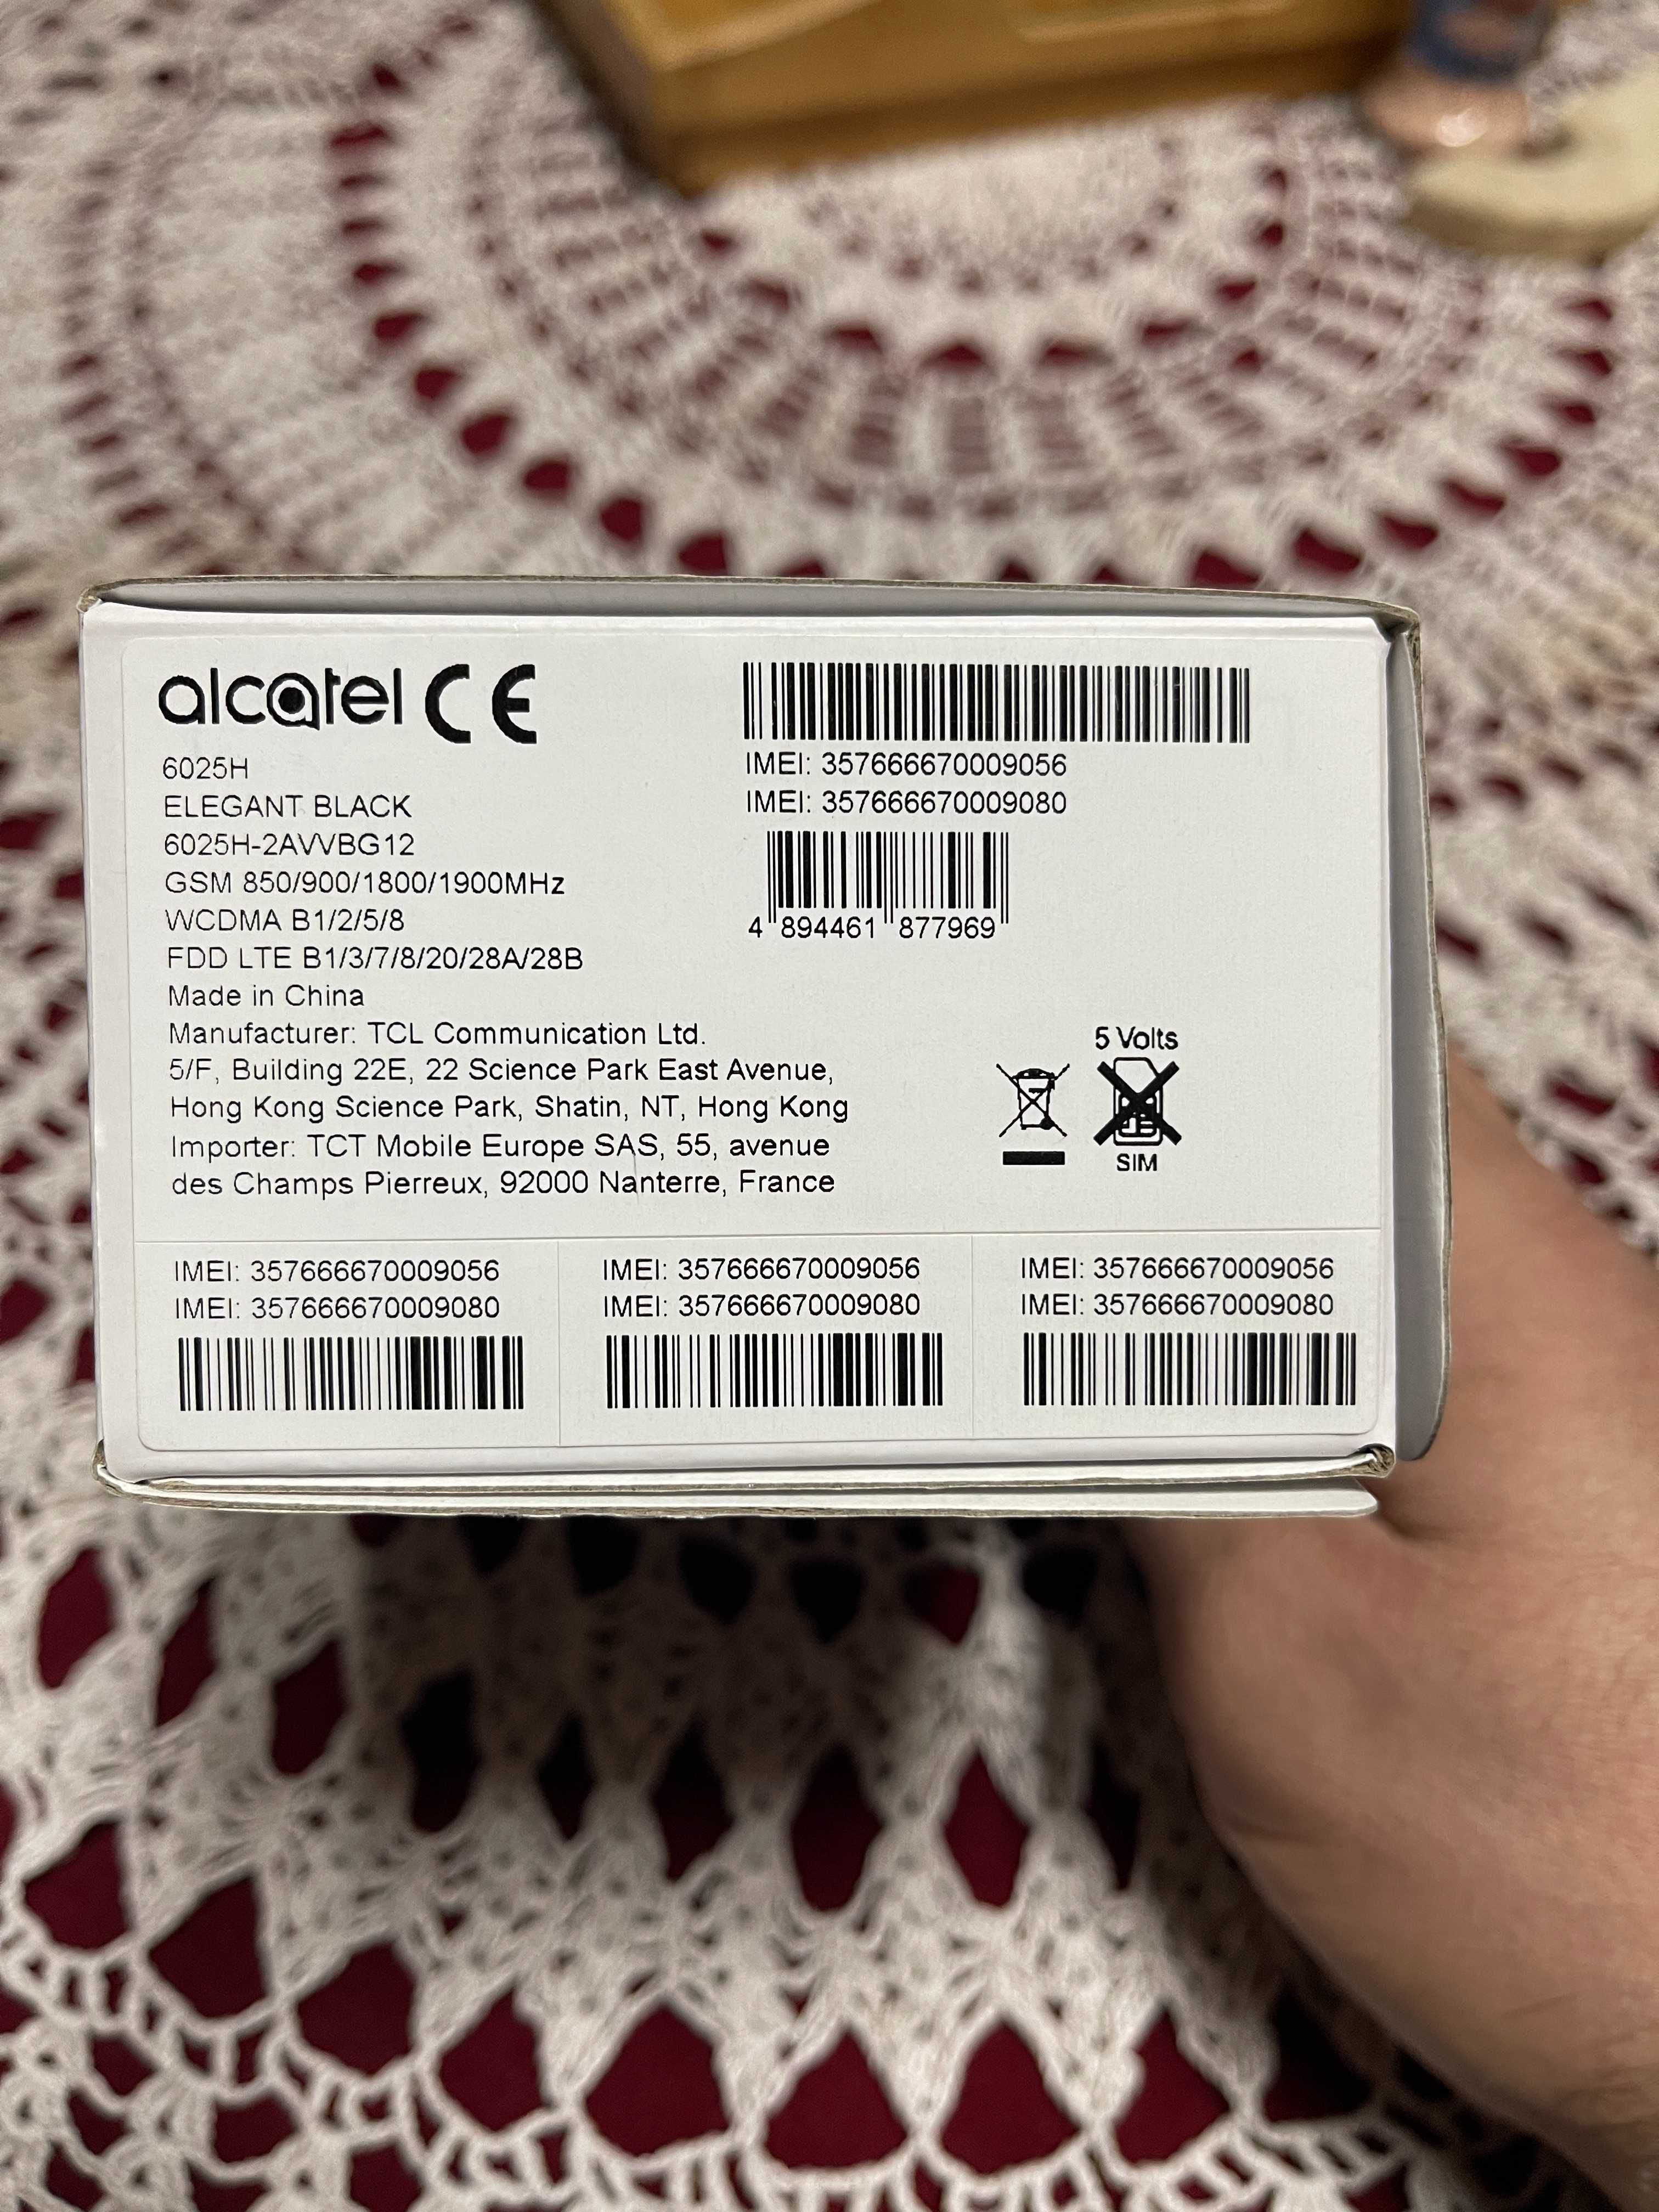 alcatel CE
6025H
ELEGANT BLACK
6025H-2AVVBG12
GSM 850/900/1800/1900MHz
WCDMA B1/2/5/8
FDD LTE B1/3/7/8/20/28A/28B
Made in China
Manufacturer: TCL Communication Ltd.
5/F, Building 22E, 22 Science Park East Avenue,
Hong Kong Science Park, Shatin, NT, Hong Kong
Importer: TCT Mobile Europe SAS, 55, avenue
des Champs Pierreux, 92000 Nanterre, France
IMEI: 357666670009056
IMEI: 357666670009080
4 894461 877969
5 Volts
SIM
IMEI: 357666670009056
IMEI: 357666670009080
IMEI: 357666670009056
IMEI: 357666670009080
IMEI: 357666670009056
IMEI: 357666670009080